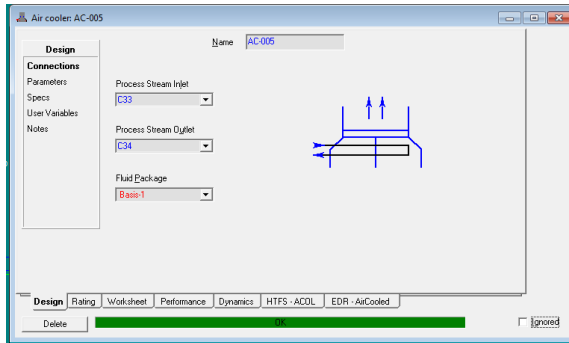 Air cooler: AC-005
Name AC-005
Design
Connections
Parameters
Specs
User Variables
Notes
Process Stream Inlet
C33
Process Stream Outlet
C34
Fluid Package
Basis-1
Design Rating Worksheet Performance Dynamics HTFS - ACOL EDR - AirCooled
Delete OK Ignored